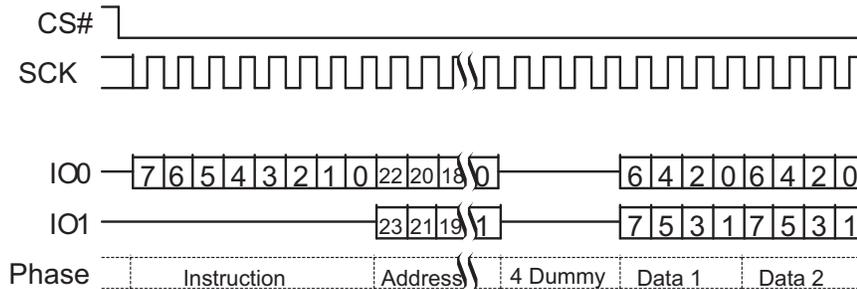 CS#
SCK
IO0 7 6 5 4 3 2 1 0 22 20 18 0 6 4 2 0 6 4 2 0
IO1 23 21 19 1 7 5 3 1 7 5 3 1
Phase Instruction Address 4 Dummy Data 1 Data 2